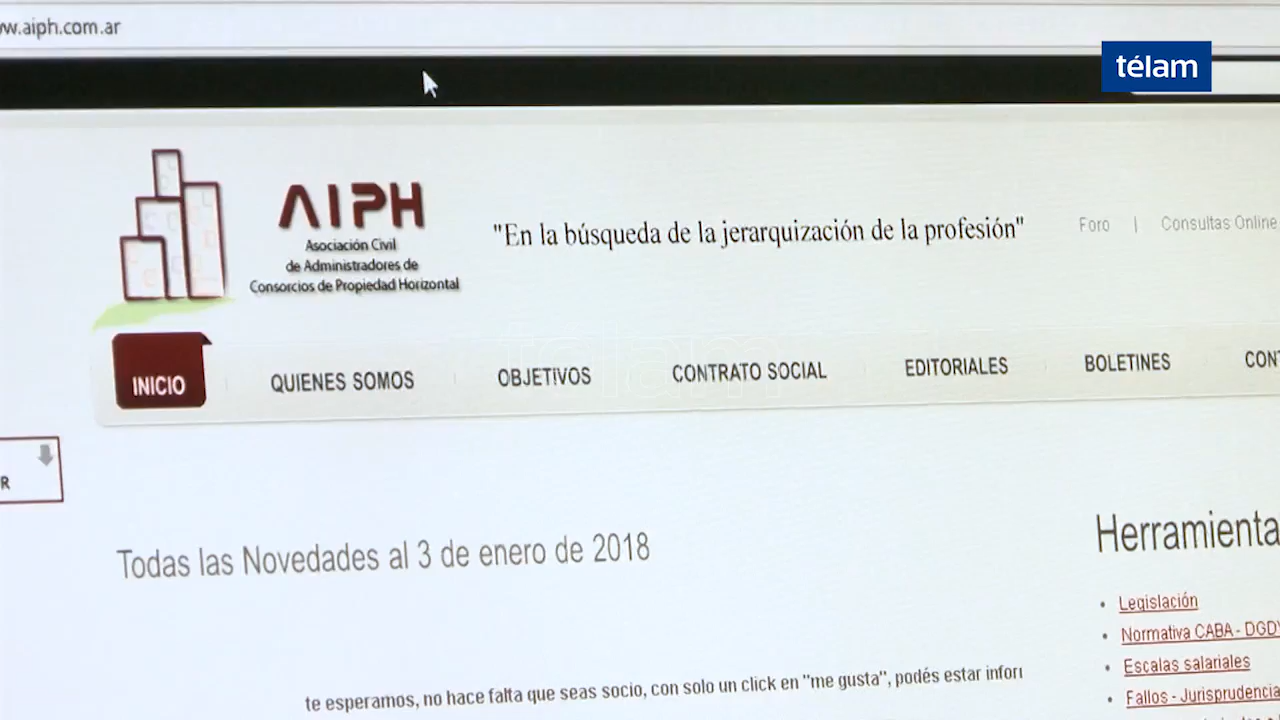 www.aiph.com.ar
télam
AIPH
Asociación Civil
de Administradores de
Consorcios de Propiedad Horizontal
"En la búsqueda de la jerarquización de la profesión"
Foro | Consultas Online
INICIO
QUIENES SOMOS
OBJETIVOS
CONTRATO SOCIAL
EDITORIALES
BOLETINES
R
Todas las Novedades al 3 de enero de 2018
Herramienta
Legislación
Normativa CABA - DGD
Escalas salariales
Fallos - Jurisprudencia
te esperamos, no hace falta que seas socio, con solo un click en "me gusta", podés estar